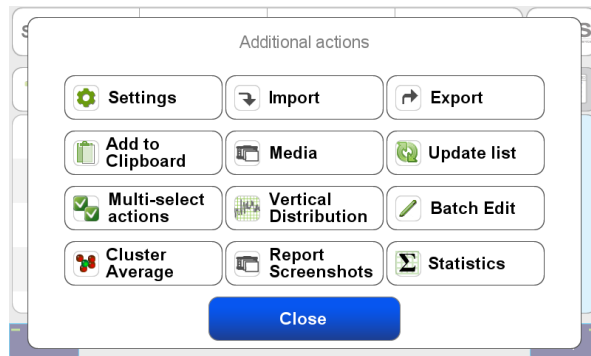 Additional actions
Settings
Import
Export
Add to
Clipboard
Media
Update list
Multi-select
actions
Vertical
Distribution
Batch Edit
Cluster
Average
Report
Screenshots
Σ Statistics
Close